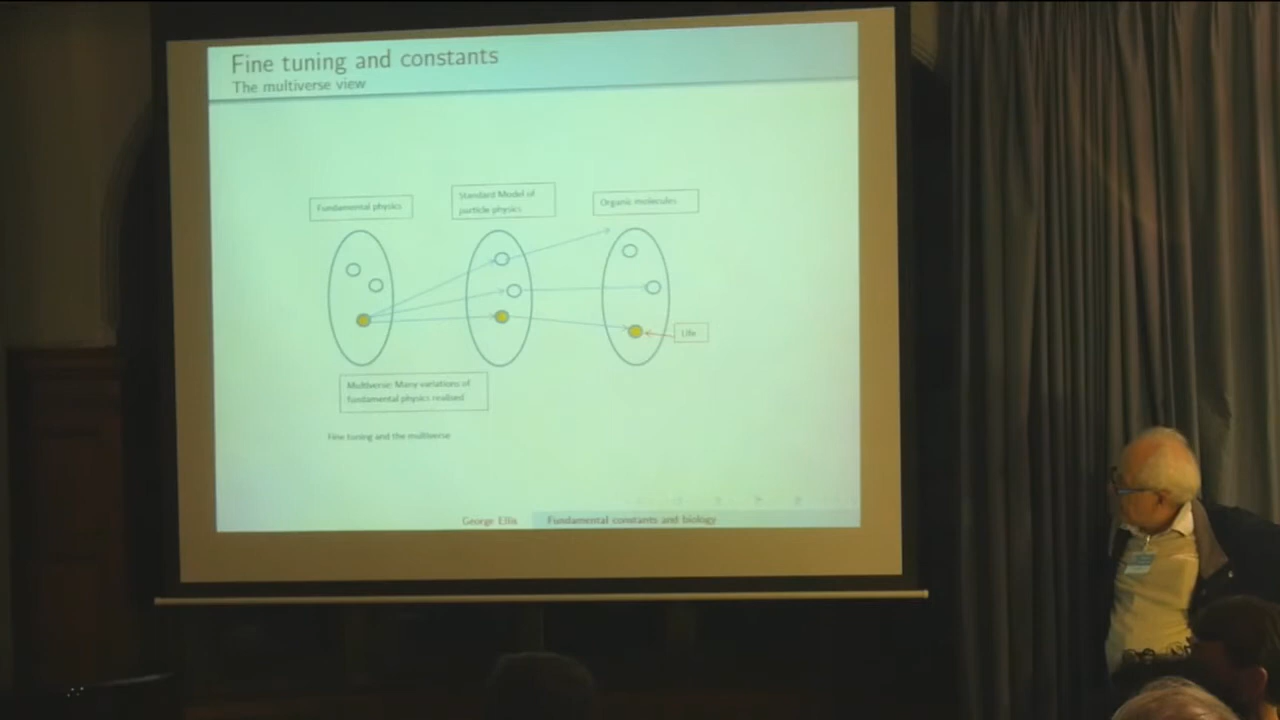 Fine tuning and constants
The multiverse view
Fundamental physics
Standard Model of
particle physics
Organic molecules
Life
Multiverse: Many variations of
fundamental physics realised
Fine tuning and the multiverse
George Ellis
Fundamental constants and biology